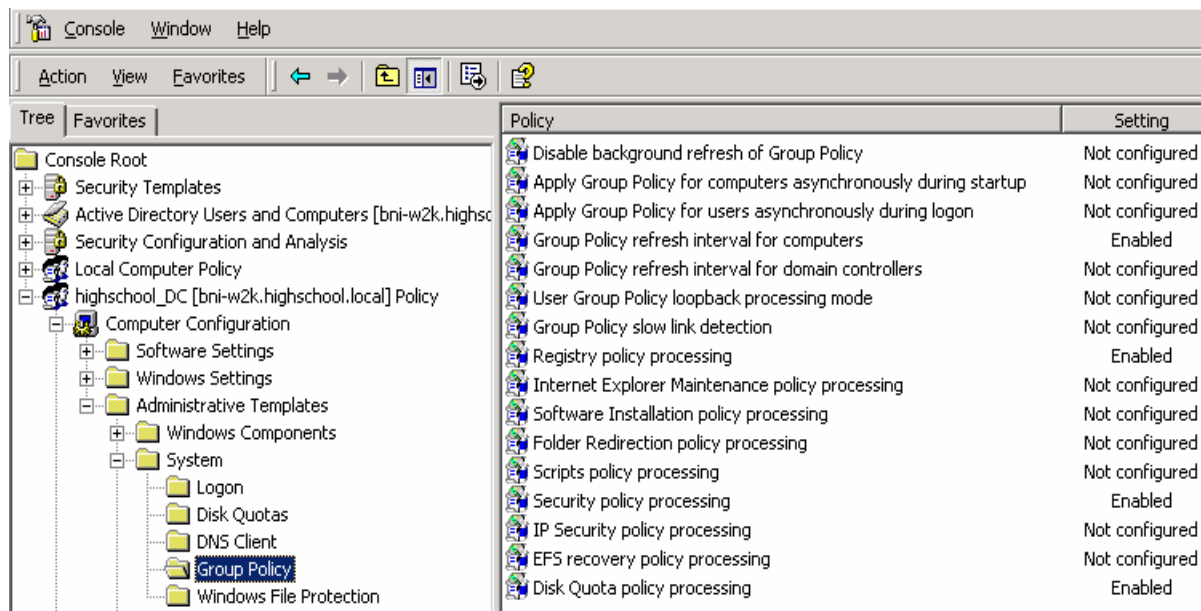 Console Window Help
Action View Favorites
Tree Favorites
Console Root
Security Templates
Active Directory Users and Computers [bni-w2k.highsc
Security Configuration and Analysis
Local Computer Policy
highschool_DC [bni-w2k.highschool.local] Policy
Computer Configuration
Software Settings
Windows Settings
Administrative Templates
Windows Components
System
Logon
Disk Quotas
DNS Client
Group Policy
Windows File Protection
Policy Setting
Disable background refresh of Group Policy Not configured
Apply Group Policy for computers asynchronously during startup Not configured
Apply Group Policy for users asynchronously during logon Not configured
Group Policy refresh interval for computers Enabled
Group Policy refresh interval for domain controllers Not configured
User Group Policy loopback processing mode Not configured
Group Policy slow link detection Not configured
Registry policy processing Enabled
Internet Explorer Maintenance policy processing Not configured
Software Installation policy processing Not configured
Folder Redirection policy processing Not configured
Scripts policy processing Not configured
Security policy processing Enabled
IP Security policy processing Not configured
EFS recovery policy processing Not configured
Disk Quota policy processing Enabled